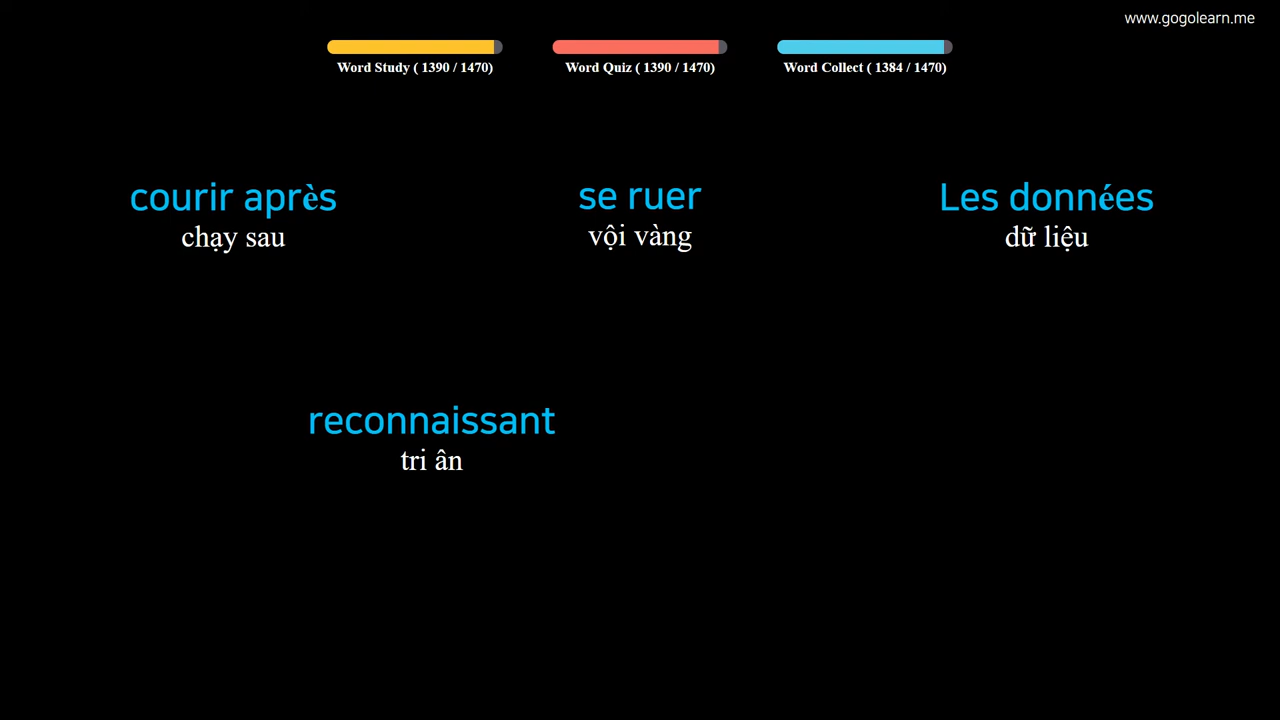 www.gogolearn.me
Word Study ( 1390 / 1470)
Word Quiz ( 1390 / 1470)
Word Collect ( 1384 / 1470)
courir après
chạy sau
se ruer
vội vàng
Les données
dữ liệu
reconnaissant
tri ân